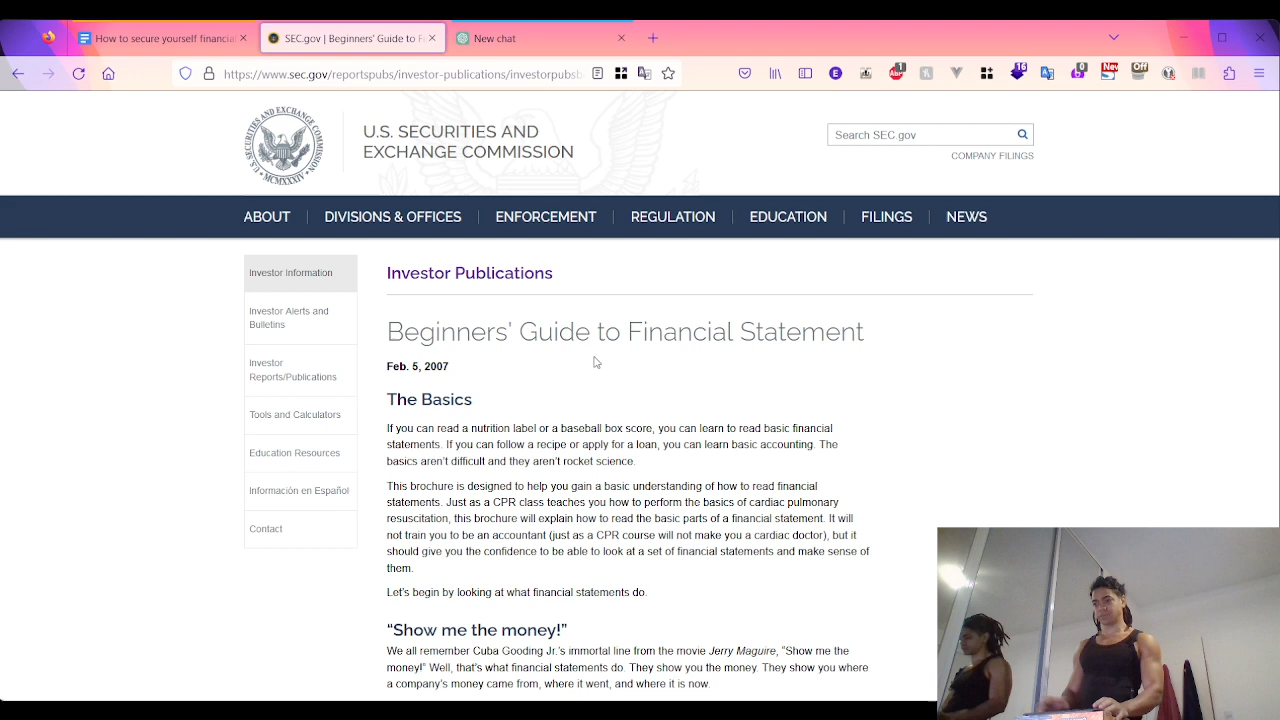 How to secure yourself financial
SEC.gov | Beginners' Guide to Fi
New chat
https://www.sec.gov/reportspubs/investor-publications/investorpubsb
E
1
16
0
New
Off
U.S. SECURITIES AND
EXCHANGE COMMISSION
Search SEC.gov
COMPANY FILINGS
ABOUT
DIVISIONS & OFFICES
ENFORCEMENT
REGULATION
EDUCATION
FILINGS
NEWS
Investor Information
Investor Alerts and
Bulletins
Investor
Reports/Publications
Tools and Calculators
Education Resources
Información en Español
Contact
Investor Publications
Beginners' Guide to Financial Statement
Feb. 5, 2007
The Basics
If you can read a nutrition label or a baseball box score, you can learn to read basic financial
statements. If you can follow a recipe or apply for a loan, you can learn basic accounting. The
basics aren’t difficult and they aren’t rocket science.
This brochure is designed to help you gain a basic understanding of how to read financial
statements. Just as a CPR class teaches you how to perform the basics of cardiac pulmonary
resuscitation, this brochure will explain how to read the basic parts of a financial statement. It will
not train you to be an accountant (just as a CPR course will not make you a cardiac doctor), but it
should give you the confidence to be able to look at a set of financial statements and make sense of
them.
Let’s begin by looking at what financial statements do.
“Show me the money!”
We all remember Cuba Gooding Jr.’s immortal line from the movie Jerry Maguire, “Show me the
money!” Well, that’s what financial statements do. They show you the money. They show you where
a company’s money came from, where it went, and where it is now.